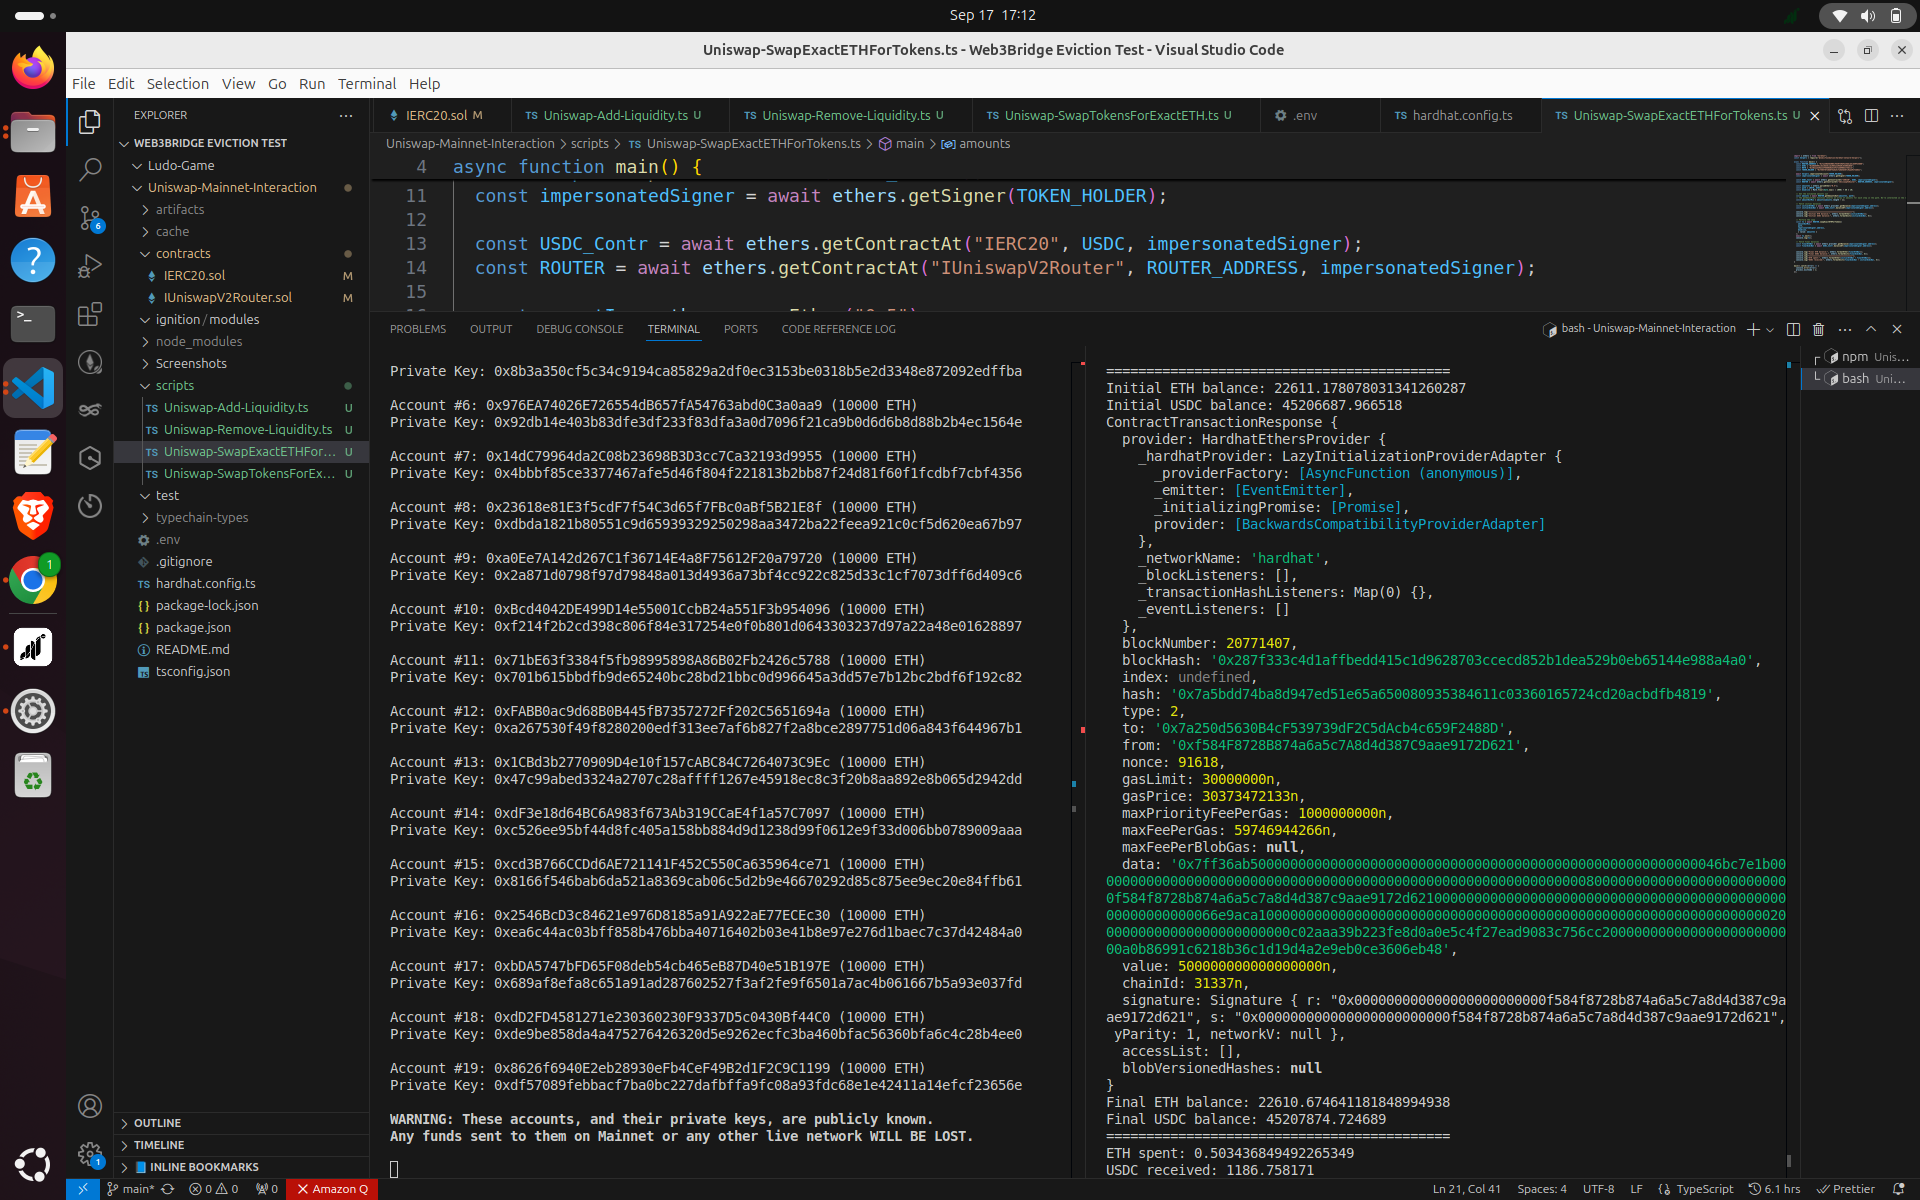 Sep 17 17:12
Uniswap-SwapExactETHForTokens.ts - Web3Bridge Eviction Test - Visual Studio Code
File Edit Selection View Go Run Terminal Help
EXPLORER
WEB3BRIDGE EVICTION TEST
Ludo-Game
Uniswap-Mainnet-Interaction
artifacts
cache
contracts
IERC20.sol M
IUniswapV2Router.sol M
ignition / modules
node_modules
Screenshots
scripts
TS Uniswap-Add-Liquidity.ts U
TS Uniswap-Remove-Liquidity.ts U
TS Uniswap-SwapExactETHFor... U
TS Uniswap-SwapTokensForEx... U
test
typechain-types
.env
.gitignore
TS hardhat.config.ts
{} package-lock.json
{} package.json
README.md
tsconfig.json
OUTLINE
TIMELINE
INLINE BOOKMARKS
IERC20.sol M
TS Uniswap-Add-Liquidity.ts U
TS Uniswap-Remove-Liquidity.ts U
TS Uniswap-SwapTokensForExactETH.ts U
.env
TS hardhat.config.ts
TS Uniswap-SwapExactETHForTokens.ts U
Uniswap-Mainnet-Interaction > scripts > TS Uniswap-SwapExactETHForTokens.ts > main > amounts
4 async function main() {
11 const impersonatedSigner = await ethers.getSigner(TOKEN_HOLDER);
12
13 const USDC_Contr = await ethers.getContractAt("IERC20", USDC, impersonatedSigner);
14 const ROUTER = await ethers.getContractAt("IUniswapV2Router", ROUTER_ADDRESS, impersonatedSigner);
15
PROBLEMS OUTPUT DEBUG CONSOLE TERMINAL PORTS CODE REFERENCE LOG
bash - Uniswap-Mainnet-Interaction
Private Key: 0x8b3a350cf5c34c9194ca85829a2df0ec3153be0318b5e2d3348e872092edffba
Account #6: 0x976EA74026E726554dB657fA54763abd0C3a0aa9 (10000 ETH)
Private Key: 0x92db14e403b83dfe3df233f83dfa3a0d7096f21ca9b0d6d6b8d88b2b4ec1564e
Account #7: 0x14dC79964da2C08b23698B3D3cc7Ca32193d9955 (10000 ETH)
Private Key: 0x4bbbf85ce3377467afe5d46f804f221813b2bb87f24d81f60f1fcdbf7cbf4356
Account #8: 0x23618e81E3f5cdF7f54C3d65f7FBc0aBf5B21E8f (10000 ETH)
Private Key: 0xdbda1821b80551c9d65939329250298aa3472ba22feea921c0cf5d620ea67b97
Account #9: 0xa0Ee7A142d267C1f36714E4a8F75612F20a79720 (10000 ETH)
Private Key: 0x2a871d0798f97d79848a013d4936a73bf4cc922c825d33c1cf7073dff6d409c6
Account #10: 0xBcd4042DE499D14e55001CcbB24a551F3b954096 (10000 ETH)
Private Key: 0xf214f2b2cd398c806f84e317254e0f0b801d0643303237d97a22a48e01628897
Account #11: 0x71bE63f3384f5fb98995898A86B02Fb2426c5788 (10000 ETH)
Private Key: 0x701b615bbdfb9de65240bc28bd21bbc0d996645a3dd57e7b12bc2bdf6f192c82
Account #12: 0xFABB0ac9d68B0B445fB7357272Ff202C5651694a (10000 ETH)
Private Key: 0xa267530f49f8280200edf313ee7af6b827f2a8bce2897751d06a843f644967b1
Account #13: 0x1CBd3b2770909D4e10f157cABC84C7264073C9Ec (10000 ETH)
Private Key: 0x47c99abed3324a2707c28affff1267e45918ec8c3f20b8aa892e8b065d2942dd
Account #14: 0xdF3e18d64BC6A983f673Ab319CCaE4f1a57C7097 (10000 ETH)
Private Key: 0xc526ee95bf44d8fc405a158bb884d9d1238d99f0612e9f33d006bb0789009aaa
Account #15: 0xcd3B766CCDd6AE721141F452C550Ca635964ce71 (10000 ETH)
Private Key: 0x8166f546bab6da521a8369cab06c5d2b9e46670292d85c875ee9ec20e84ffb61
Account #16: 0x2546BcD3c84621e976D8185a91A922aE77ECEc30 (10000 ETH)
Private Key: 0xea6c44ac03bff858b476bba40716402b03e41b8e97e276d1baec7c37d42484a0
Account #17: 0xbDA5747bFD65F08deb54cb465eB87D40e51B197E (10000 ETH)
Private Key: 0x689af8efa8c651a91ad287602527f3af2fe9f6501a7ac4b061667b5a93e037fd
Account #18: 0xdD2FD4581271e230360230F9337D5c0430Bf44C0 (10000 ETH)
Private Key: 0xde9be858da4a475276426320d5e9262ecfc3ba460bfac56360bfa6c4c28b4ee0
Account #19: 0x8626f6940E2eb28930eFb4CeF49B2d1F2C9C1199 (10000 ETH)
Private Key: 0xdf57089febbacf7ba0bc227dafbffa9fc08a93fdc68e1e42411a14efcf23656e
WARNING: These accounts, and their private keys, are publicly known.
Any funds sent to them on Mainnet or any other live network WILL BE LOST.
===========================================
Initial ETH balance: 22611.178078031341260287
Initial USDC balance: 45206687.966518
ContractTransactionResponse {
provider: HardhatEthersProvider {
_hardhatProvider: LazyInitializationProviderAdapter {
_providerFactory: [AsyncFunction (anonymous)],
_emitter: [EventEmitter],
_initializingPromise: [Promise],
provider: [BackwardsCompatibilityProviderAdapter]
},
_networkName: 'hardhat',
_blockListeners: [],
_transactionHashListeners: Map(0) {},
_eventListeners: []
},
blockNumber: 20771407,
blockHash: '0x287f333c4d1affbedd415c1d9628703ccecd852b1dea529b0eb65144e988a4a0',
index: undefined,
hash: '0x7a5bdd74ba8d947ed51e65a650080935384611c03360165724cd20acbdfb4819',
type: 2,
to: '0x7a250d5630B4cF539739dF2C5dAcb4c659F2488D',
from: '0xf584F8728B874a6a5c7A8d4d387C9aae9172D621',
nonce: 91618,
gasLimit: 30000000n,
gasPrice: 30373472133n,
maxPriorityFeePerGas: 1000000000n,
maxFeePerGas: 59746944266n,
maxFeePerBlobGas: null,
value: 500000000000000000n,
chainId: 31337n,
signature: Signature { r: "0x000000000000000000000000f584f8728b874a6a5c7a8d4d387c9a
ae9172d621", s: "0x000000000000000000000000f584f8728b874a6a5c7a8d4d387c9aae9172d621",
yParity: 1, networkV: null },
accessList: [],
blobVersionedHashes: null
}
Final ETH balance: 22610.674641181848994938
Final USDC balance: 45207874.724689
===========================================
ETH spent: 0.503436849492265349
USDC received: 1186.758171
npm Unis...
bash Uni...
main* 0 0 0 Amazon Q Ln 21, Col 41 Spaces: 4 UTF-8 LF {} TypeScript 6.1 hrs Prettier